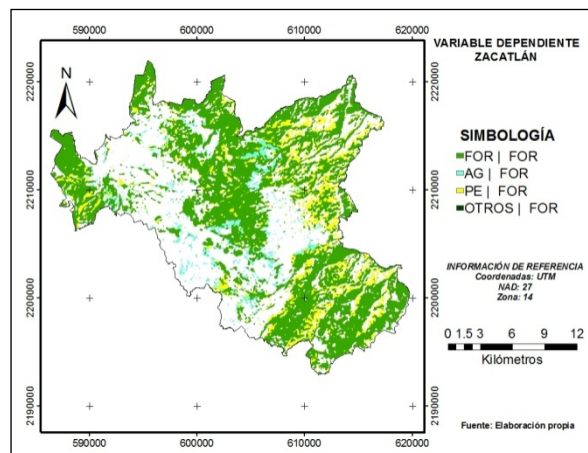 590000 600000 610000 620000
VARIABLE DEPENDIENTE
ZACATLÁN
N
2220000 2220000
SIMBOLOGÍA
FOR | FOR
AG | FOR
PE | FOR
OTROS | FOR
2210000 2210000
INFORMACIÓN DE REFERENCIA
Coordenadas: UTM
NAD: 27
Zona: 14
2200000 2200000
0 1.5 3 6 9 12
Kilómetros
2190000 2190000
Fuente: Elaboración propia
590000 600000 610000 620000